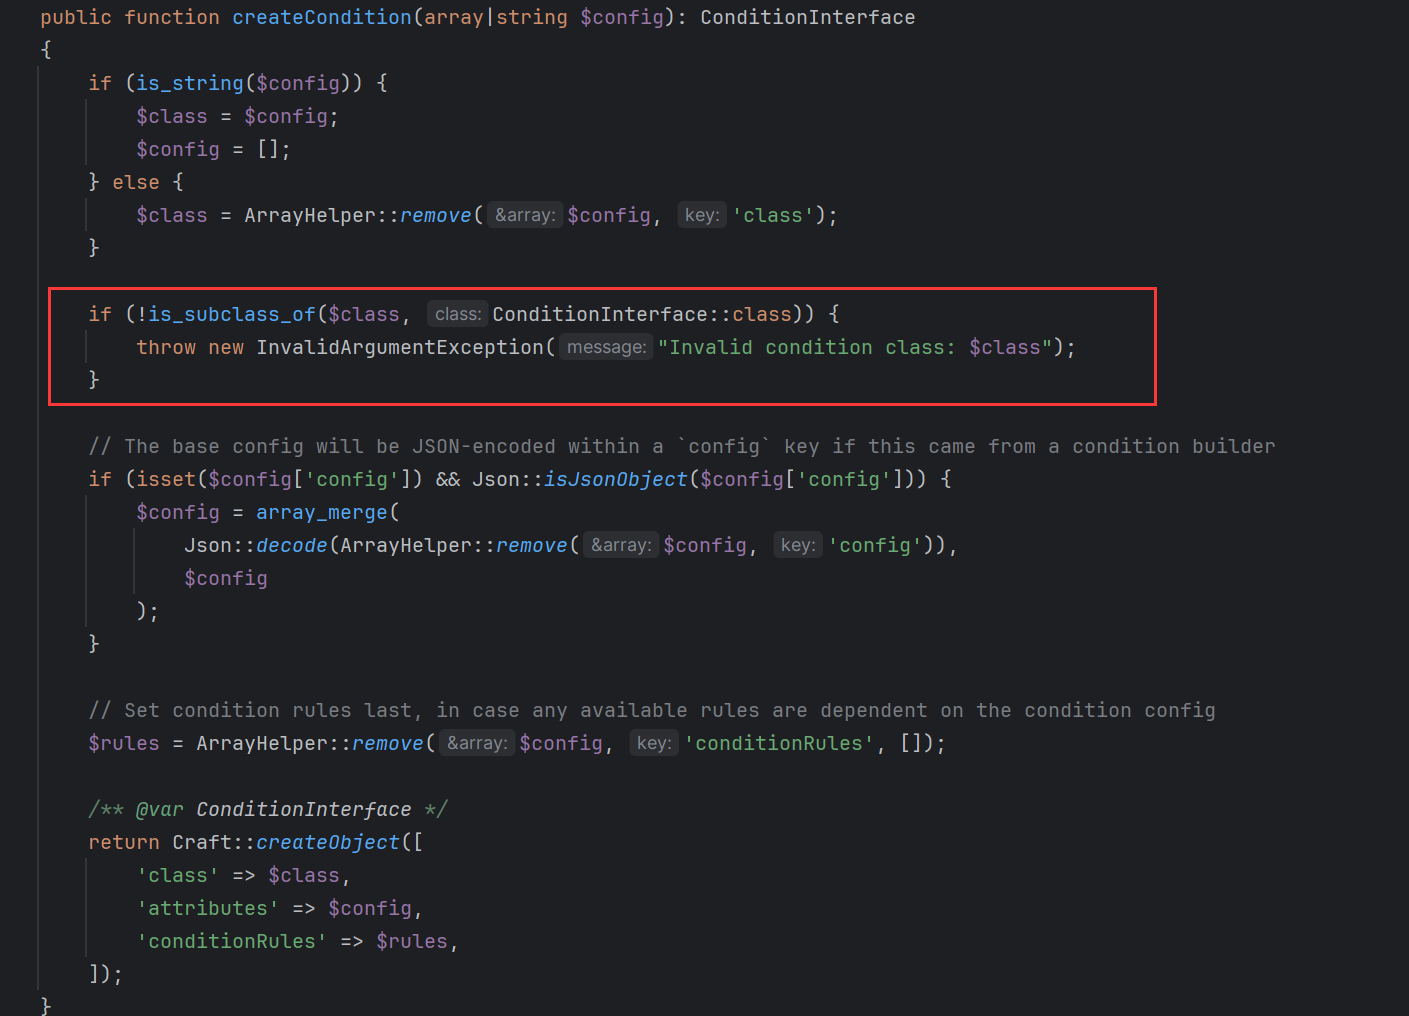 public function createCondition(array|string $config): ConditionInterface
{
    if (is_string($config)) {
        $class = $config;
        $config = [];
    } else {
        $class = ArrayHelper::remove( &array: $config, key: 'class');
    }
    if (!is_subclass_of($class, class: ConditionInterface::class)) {
        throw new InvalidArgumentException( message: "Invalid condition class: $class");
    }
    // The base config will be JSON-encoded within a `config` key if this came from a condition builder
    if (isset($config['config']) && Json::isJsonObject($config['config'])) {
        $config = array_merge(
            Json::decode(ArrayHelper::remove( &array: $config, key: 'config')),
            $config
        );
    }
    // Set condition rules last, in case any available rules are dependent on the condition config
    $rules = ArrayHelper::remove( &array: $config, key: 'conditionRules', []);
    /** @var ConditionInterface */
    return Craft::createObject([
        'class' => $class,
        'attributes' => $config,
        'conditionRules' => $rules,
    ]);
}